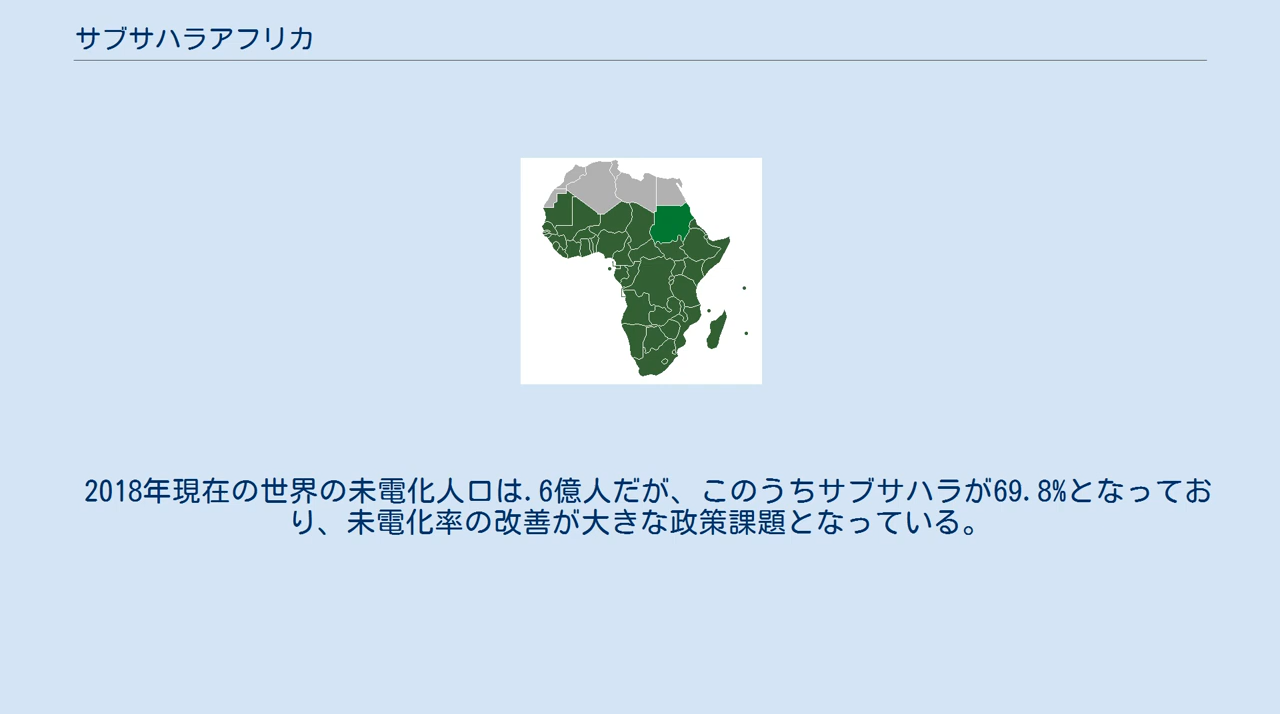 サブサハラアフリカ
2018年現在の世界の未電化人口は.6億人だが、このうちサブサハラが69.8%となってお
り、未電化率の改善が大きな政策課題となっている。